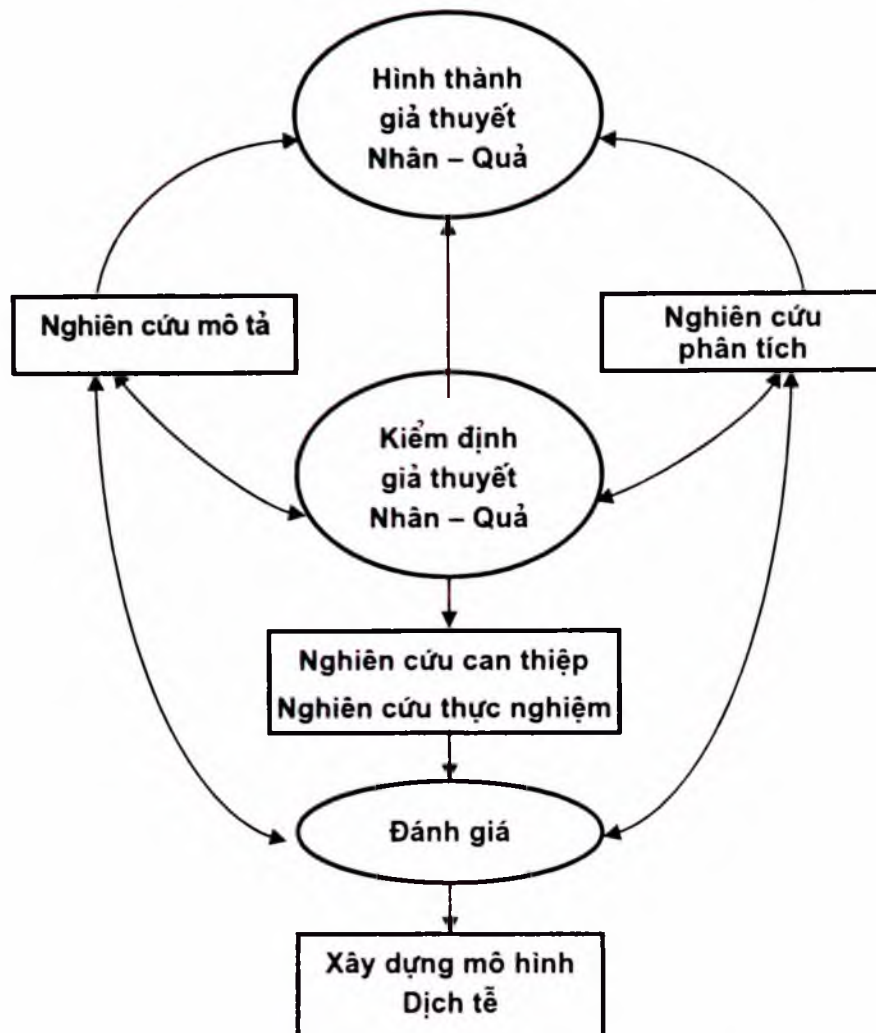 Hình thành
giả thuyết
Nhân – Quả
Nghiên cứu mô tả
Nghiên cứu
phân tích
Kiểm định
giả thuyết
Nhân – Quả
Nghiên cứu can thiệp
Nghiên cứu thực nghiệm
Đánh giá
Xây dựng mô hình
Dịch tễ